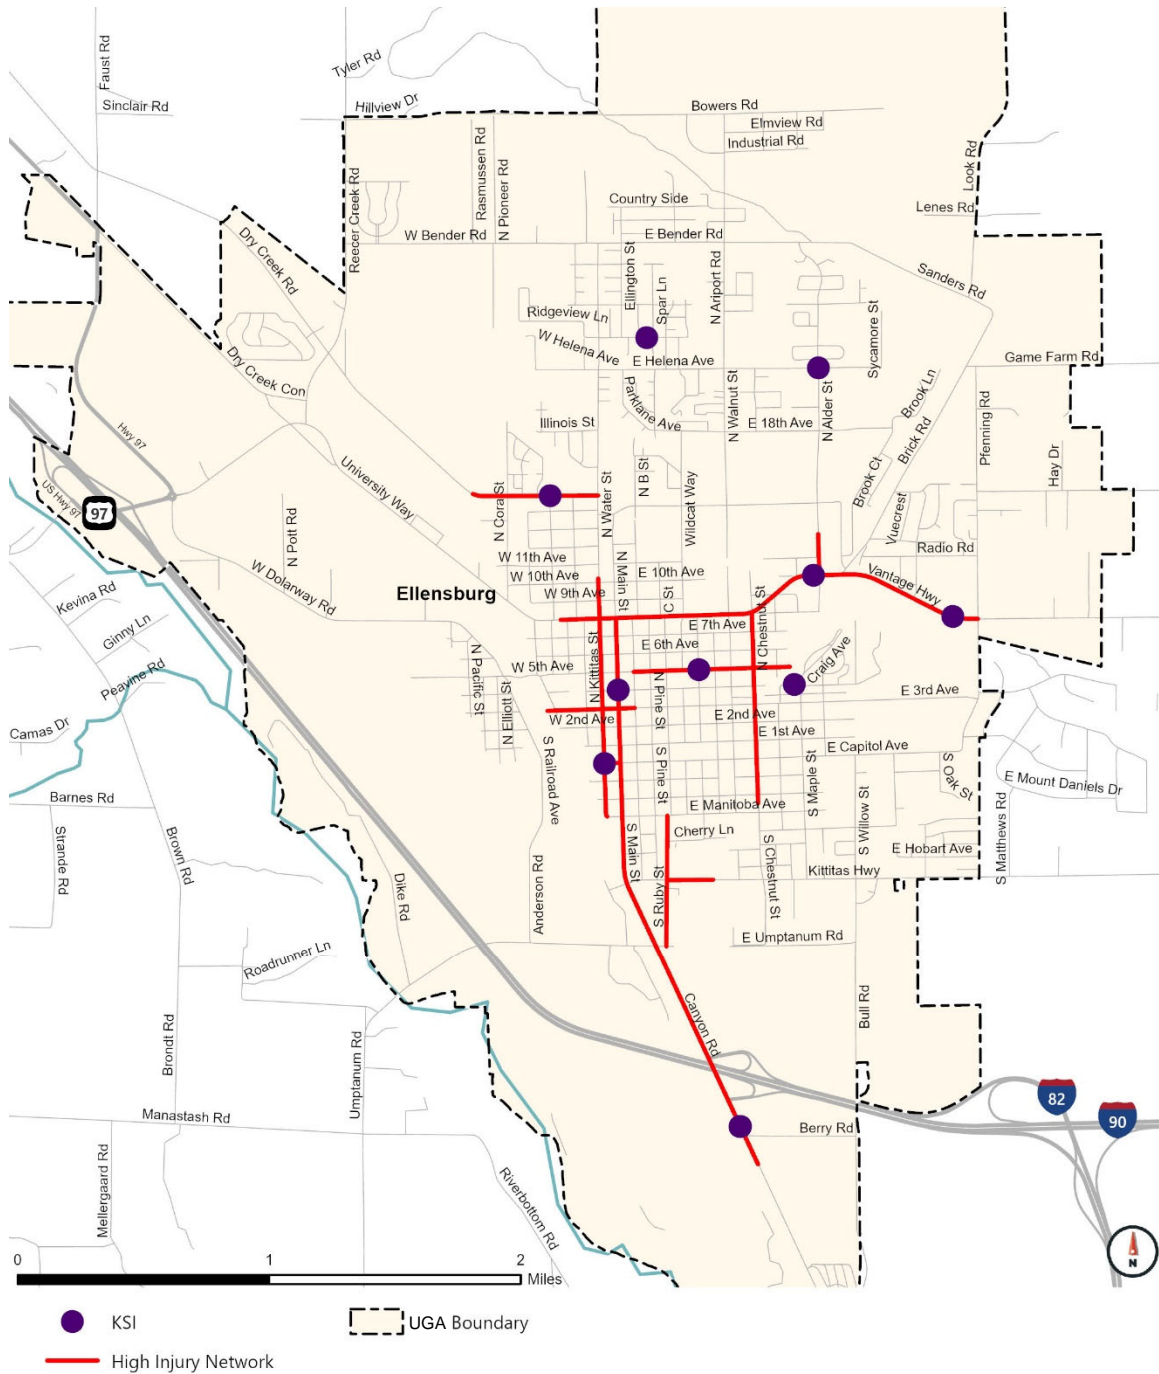 Faust Rd
Tyler Rd
Sinclair Rd
Hillview Dr
Bowers Rd
Elmview Rd
Industrial Rd
Look Rd
Rasmussen Rd
N Pioneer Rd
Reecer Creek Rd
Country Side
Lenes Rd
W Bender Rd
E Bender Rd
Dry Creek Rd
Ellington St
Spar Ln
N Ariport Rd
Sanders Rd
Ridgeview Ln
Sycamore St
W Helena Ave
E Helena Ave
Game Farm Rd
Dry Creek Con
Parklane Ave
N Walnut St
N Alder St
Brook Ln
Illinois St
E 18th Ave
Brick Rd
Pfenning Rd
Hwy 97
University Way
N Cora St
N Water St
N B St
Wildcat Way
Brook Ct
Hay Dr
US Hwy 97
97
N Pott Rd
Vuecrest
Radio Rd
W 11th Ave
W 10th Ave
N Main St
E 10th Ave
Vantage Hwy
W Dolarway Rd
Kevina Rd
Ellensburg
W 9th Ave
C St
N Chestnut St
Ginny Ln
E 7th Ave
E 6th Ave
Craig Ave
Peavine Rd
N Pacific St
W 5th Ave
N Kittitas St
N Elliott St
N Pine St
E 3rd Ave
Camas Dr
W 2nd Ave
E 2nd Ave
E 1st Ave
S Railroad Ave
S Pine St
E Capitol Ave
S Maple St
S Oak St
E Mount Daniels Dr
Barnes Rd
E Manitoba Ave
S Willow St
S Matthews Rd
Strande Rd
Brown Rd
S Main St
Cherry Ln
S Chestnut St
E Hobart Ave
Kittitas Hwy
Dike Rd
Anderson Rd
S Ruby St
E Umptanum Rd
Roadrunner Ln
Canyon Rd
Bull Rd
Brondt Rd
Umptanum Rd
82
90
Manastash Rd
Berry Rd
Mellergaard Rd
Riverbottom Rd
N
0 1 2
Miles
KSI
UGA Boundary
High Injury Network